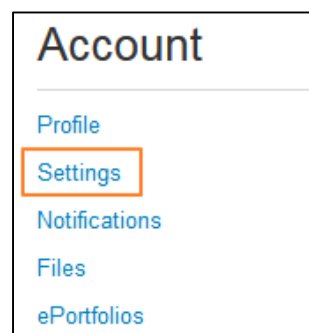 Account
Profile
Settings
Notifications
Files
ePortfolios